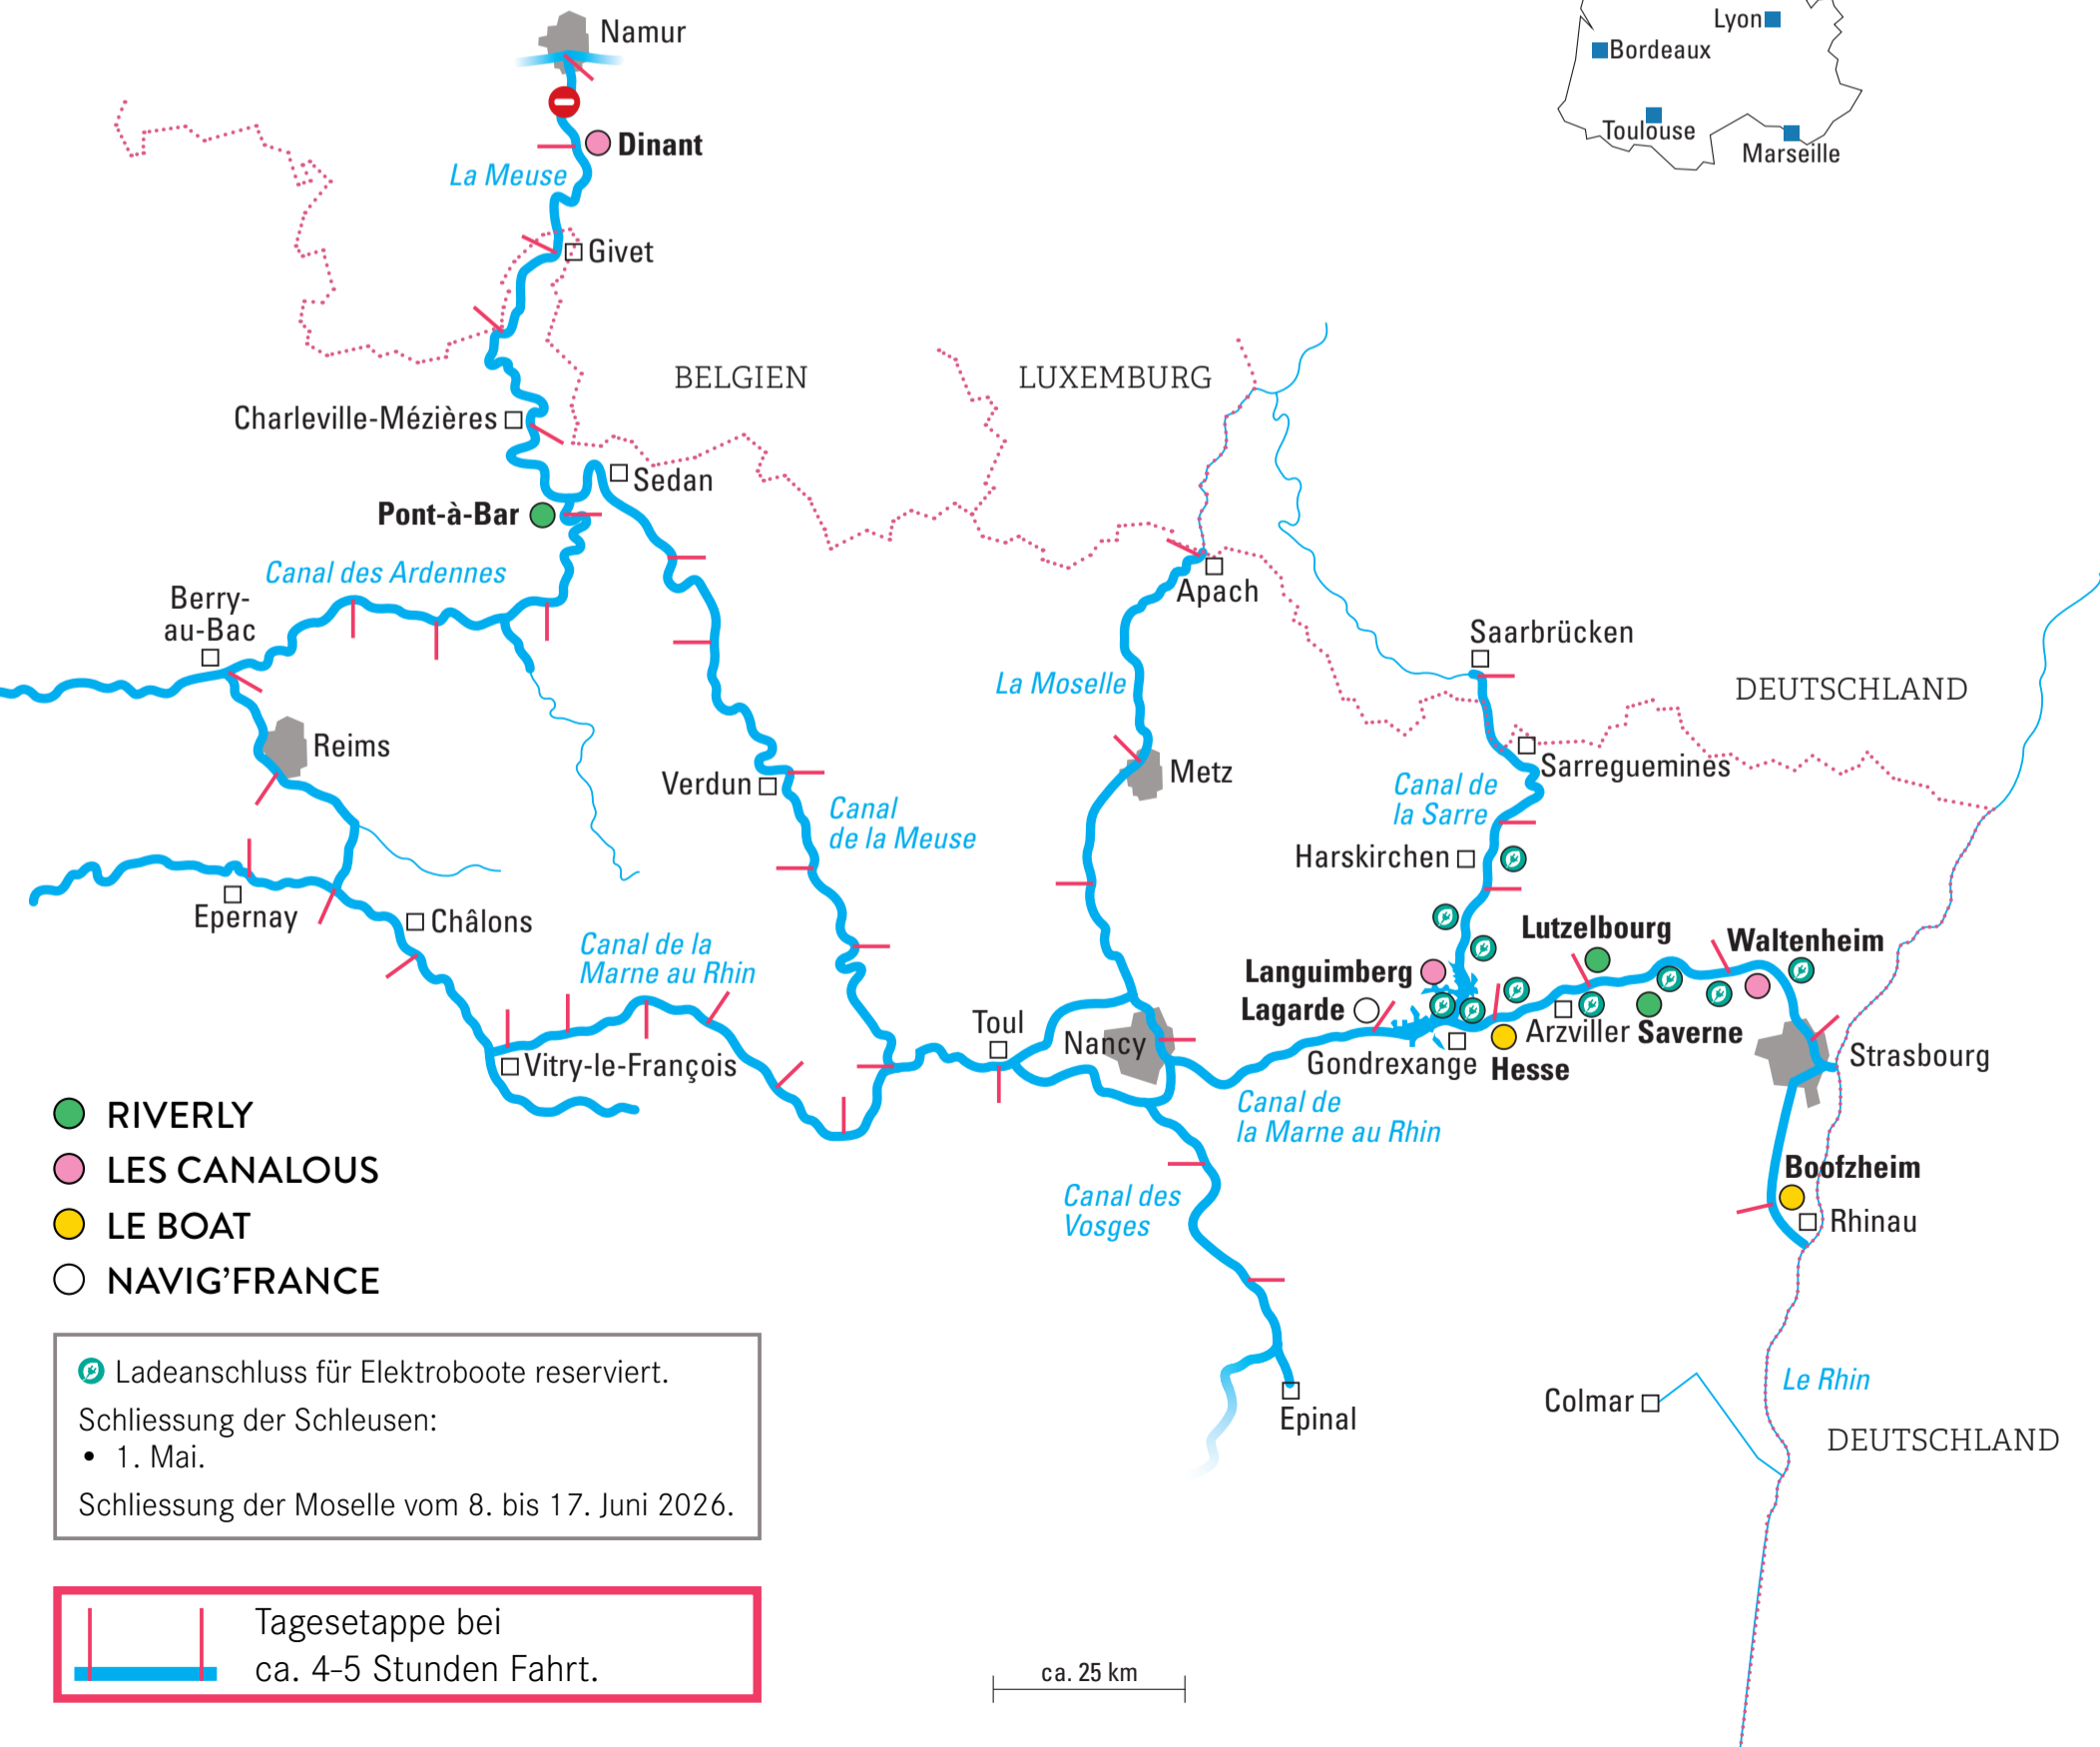 Namur
Lyon
Bordeaux
Toulouse
Marseille
Dinant
La Meuse
Givet
BELGIEN
LUXEMBURG
Charleville-Mézières
Sedan
Pont-à-Bar
Canal des Ardennes
Apach
Berry-
au-Bac
Saarbrücken
La Moselle
DEUTSCHLAND
Reims
Verdun
Metz
Sarreguemines
Canal de
la Sarre
Canal
de la Meuse
Harskirchen
Epernay
Châlons
Canal de la
Marne au Rhin
Lutzelbourg
Waltenheim
Languimberg
Lagarde
Toul
Nancy
Arzviller
Saverne
Gondrexange
Hesse
Strasbourg
Vitry-le-François
Canal de
la Marne au Rhin
RIVERLY
LES CANALOUS
LE BOAT
NAVIG'FRANCE
Canal des
Vosges
Boofzheim
Rhinau
Ladeanschluss für Elektroboote reserviert.
Schliessung der Schleusen:
• 1. Mai.
Schliessung der Moselle vom 8. bis 17. Juni 2026.
Epinal
Colmar
Le Rhin
DEUTSCHLAND
Tagesetappe bei
ca. 4-5 Stunden Fahrt.
ca. 25 km